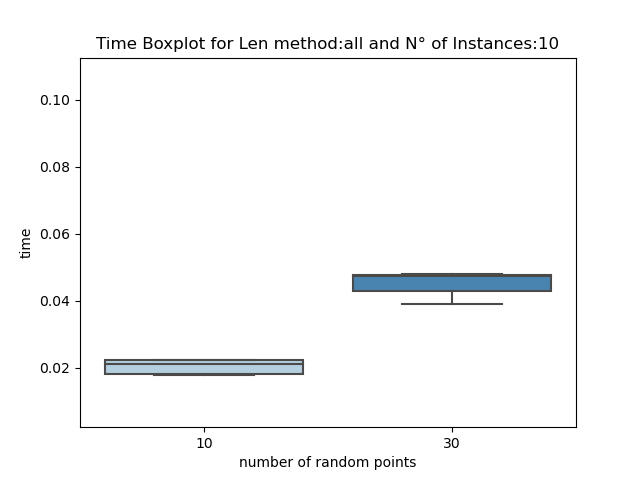 Time Boxplot for Len method:all and N° of Instances:10
0.10
0.08
0.06
0.04
0.02
time
10 30
number of random points